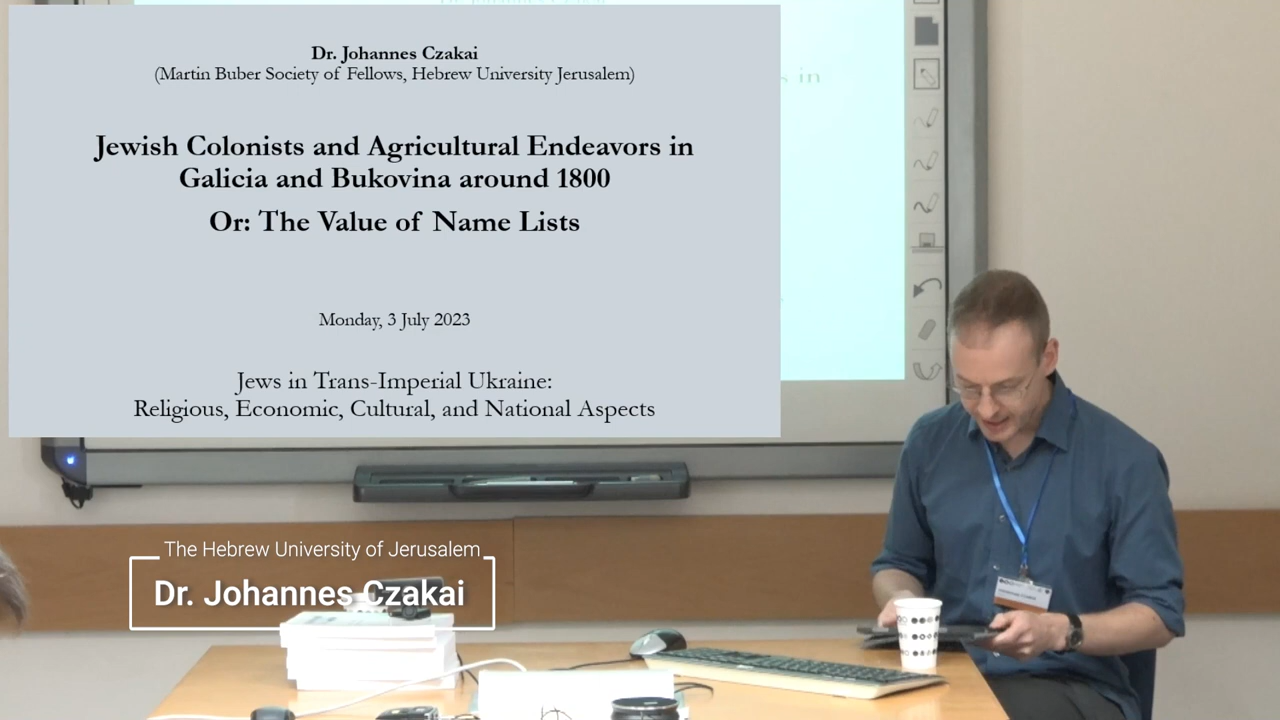 Dr. Johannes Czakai
(Martin Buber Society of Fellows, Hebrew University Jerusalem)
Jewish Colonists and Agricultural Endeavors in
Galicia and Bukovina around 1800
Or: The Value of Name Lists
Monday, 3 July 2023
Jews in Trans-Imperial Ukraine:
Religious, Economic, Cultural, and National Aspects
in
The Hebrew University of Jerusalem
Dr. Johannes Czakai